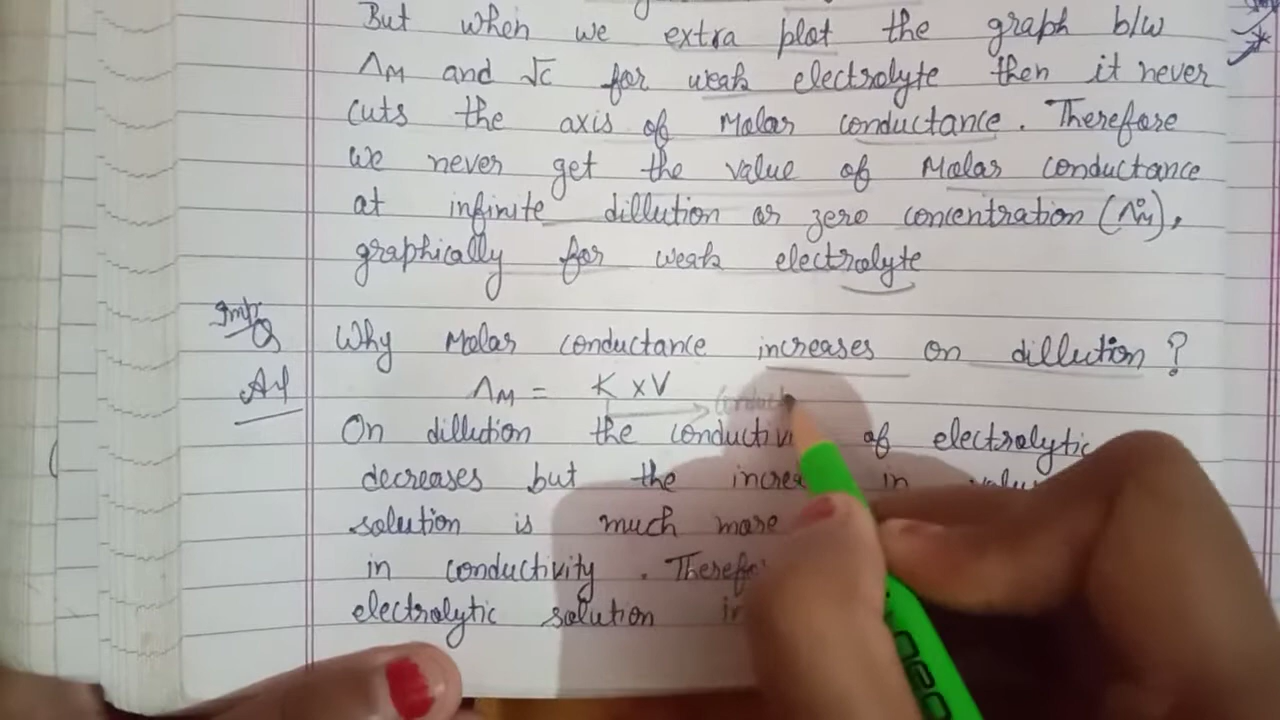 But when we extra plot the graph b/w
ΛM and √c for weak electrolyte then it never
cuts the axis of Molar conductance. Therefore
we never get the value of Molar conductance
at infinite dillution or zero concentration (Λ°M),
graphically for weak electrolyte
Imp Q Why Molar conductance increases on dillution ?
ΛM = K × V
On dillution the of electrolytic
decreases but the in
solution is much more
in conductivity .
electrolytic solution